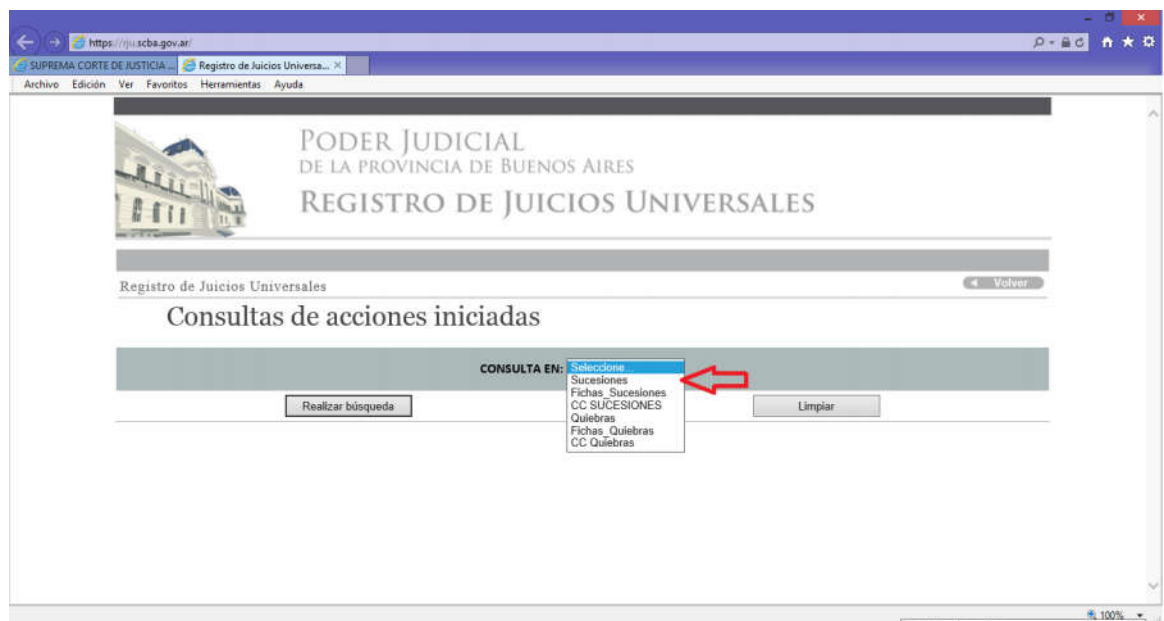 https://rju.scba.gov.ar/
SUPREMA CORTE DE JUSTICIA ...
Registro de Juicios Universa...
Archivo Edición Ver Favoritos Herramientas Ayuda
PODER JUDICIAL
DE LA PROVINCIA DE BUENOS AIRES
REGISTRO DE JUICIOS UNIVERSALES
Registro de Juicios Universales
Volver
Consultas de acciones iniciadas
CONSULTA EN: Seleccione...
Sucesiones
Fichas_Sucesiones
CC SUCESIONES
Quiebras
Fichas_Quiebras
CC Quiebras
Realizar búsqueda
Limpiar
100%